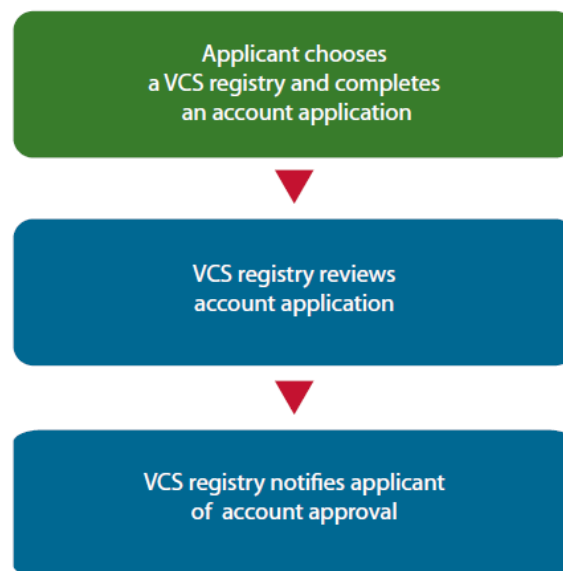 Applicant chooses
a VCS registry and completes
an account application
VCS registry reviews
account application
VCS registry notifies applicant
of account approval